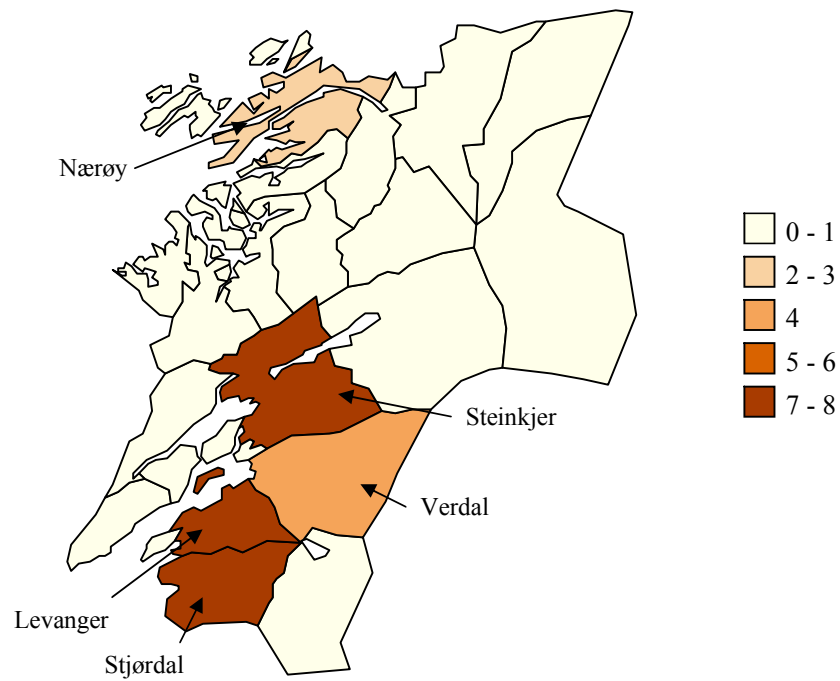 Nærøy
0 - 1
2 - 3
4
5 - 6
7 - 8
Steinkjer
Verdal
Levanger
Stjørdal